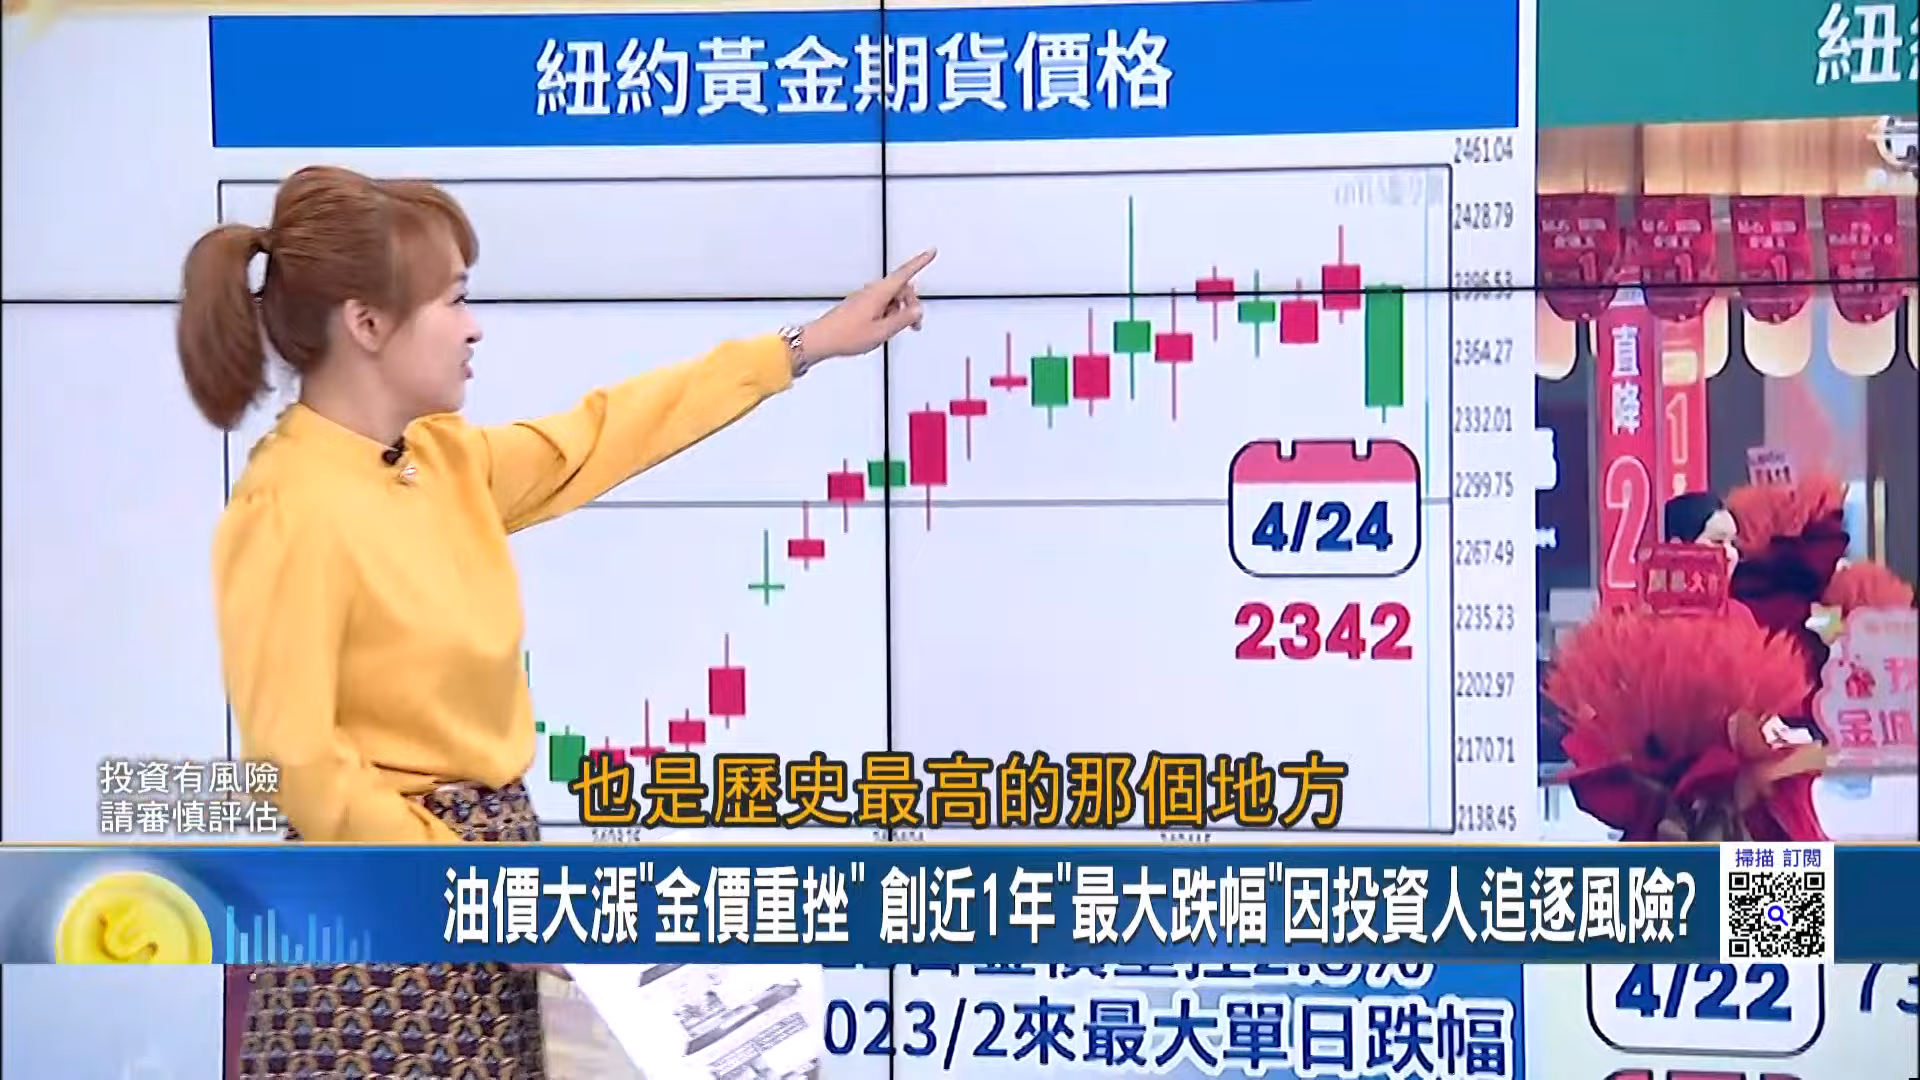 紐約黃金期貨價格
2461.04
2428.79
2396.53
2364.27
2332.01
2299.75
2267.49
2235.23
2202.97
2170.71
2138.45
4/24
2342
直降2
投資有風險
請審慎評估
也是歷史最高的那個地方
油價大漲"金價重挫" 創近1年"最大跌幅"因投資人追逐風險?
掃描 訂閱
023/2來最大單日跌幅
4/22